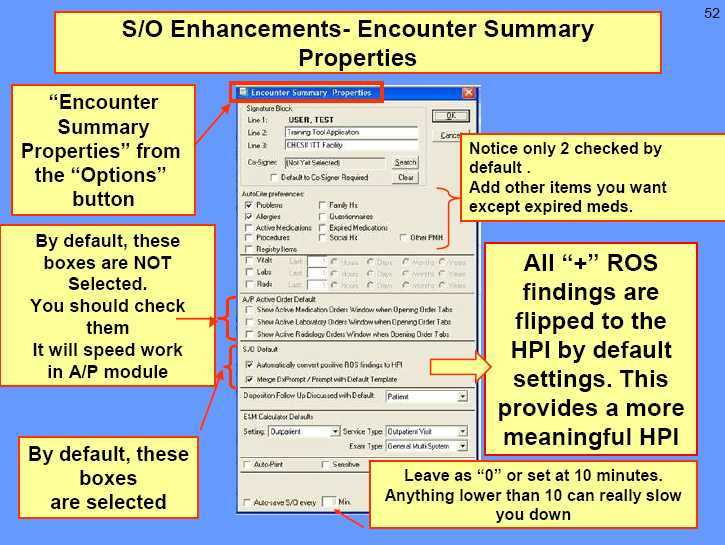 52
S/O Enhancements- Encounter Summary
Properties
“Encounter
Summary
Properties” from
the “Options”
button
By default, these
boxes are NOT
Selected.
You should check
them
It will speed work
in A/P module
By default, these
boxes
are selected
Encounter Summary Properties
Signature Block
Line 1: USER, TEST
Line 2: Training Tool Application
Line 3: CHCSII ITT Facility
Co-Signer: (Not Yet Selected) Search
Default to Co-Signer Required Clear
OK
Cancel
AutoCite preferences:
Problems Family Hx
Allergies Questionnaires
Active Medications Expired Medications
Procedures Social Hx Other PMH
Registry Items
Vitals Last Hours Days Months Years
Labs Last Hours Days Months Years
Rads Last Hours Days Months Years
A/P Active Order Default
Show Active Medication Orders Window when Opening Order Tabs
Show Active Laboratory Orders Window when Opening Order Tabs
Show Active Radiology Orders Window when Opening Order Tabs
S/O Default
Automatically convert positive ROS findings to HPI
Merge DxPrompt / Prompt with Default Template
Disposition Follow Up Discussed with Default: Patient
E&M Calculator Defaults
Setting: Outpatient Service Type: Outpatient Visit
Exam Type: General Multi-System
Auto-Print Sensitive
Auto-save S/O every Min.
Notice only 2 checked by
default .
Add other items you want
except expired meds.
All “+” ROS
findings are
flipped to the
HPI by default
settings. This
provides a more
meaningful HPI
Leave as “0” or set at 10 minutes.
Anything lower than 10 can really slow
you down